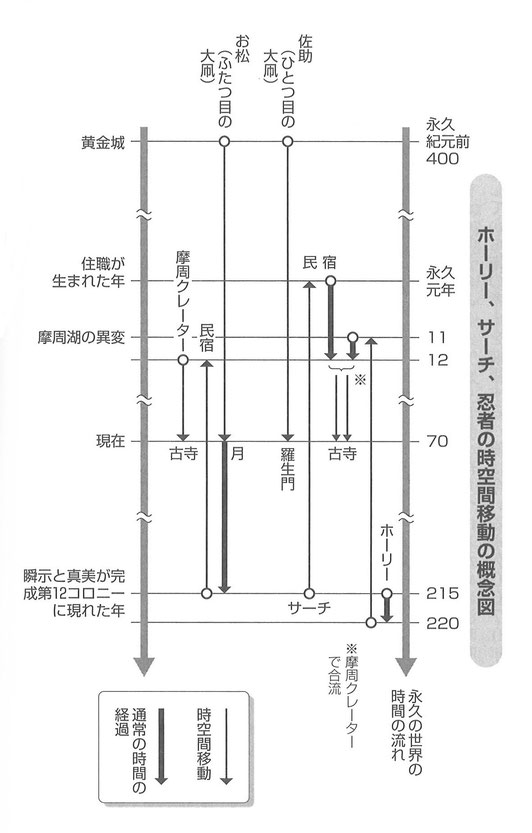 ホーリー、サーチ、忍者の時空間移動の概念図
佐助
（ひとつ目の
大凧）
お松
（ふたつ目の
大凧）
永久
紀元前
400
黄金城
住職が
生まれた年
民宿
永久
元年
摩周クレーター
民宿
摩周湖の異変
11
12
※
現在
古寺
月
羅生門
古寺
70
ホーリー
瞬示と真美が完
成第12コロニー
に現れた年
サーチ
215
220
※摩周クレーター
で合流
永久の世界の
時間の流れ
時空間移動
通常の時間の
経過